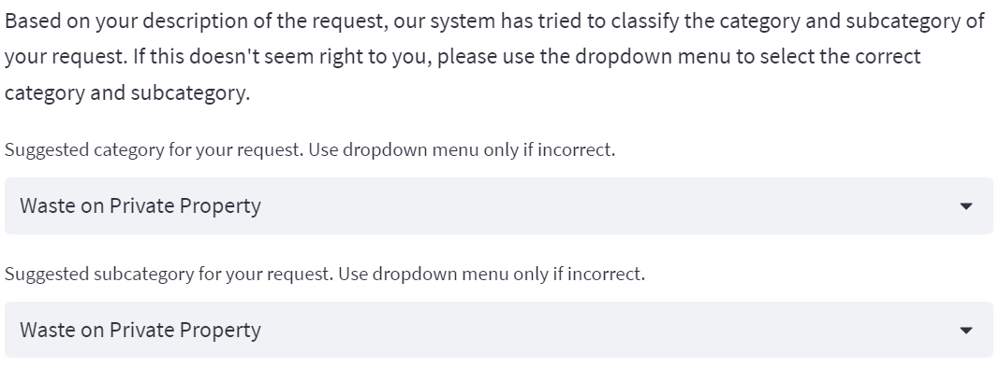 Based on your description of the request, our system has tried to classify the category and subcategory of
your request. If this doesn't seem right to you, please use the dropdown menu to select the correct
category and subcategory.
Suggested category for your request. Use dropdown menu only if incorrect.
Waste on Private Property
Suggested subcategory for your request. Use dropdown menu only if incorrect.
Waste on Private Property